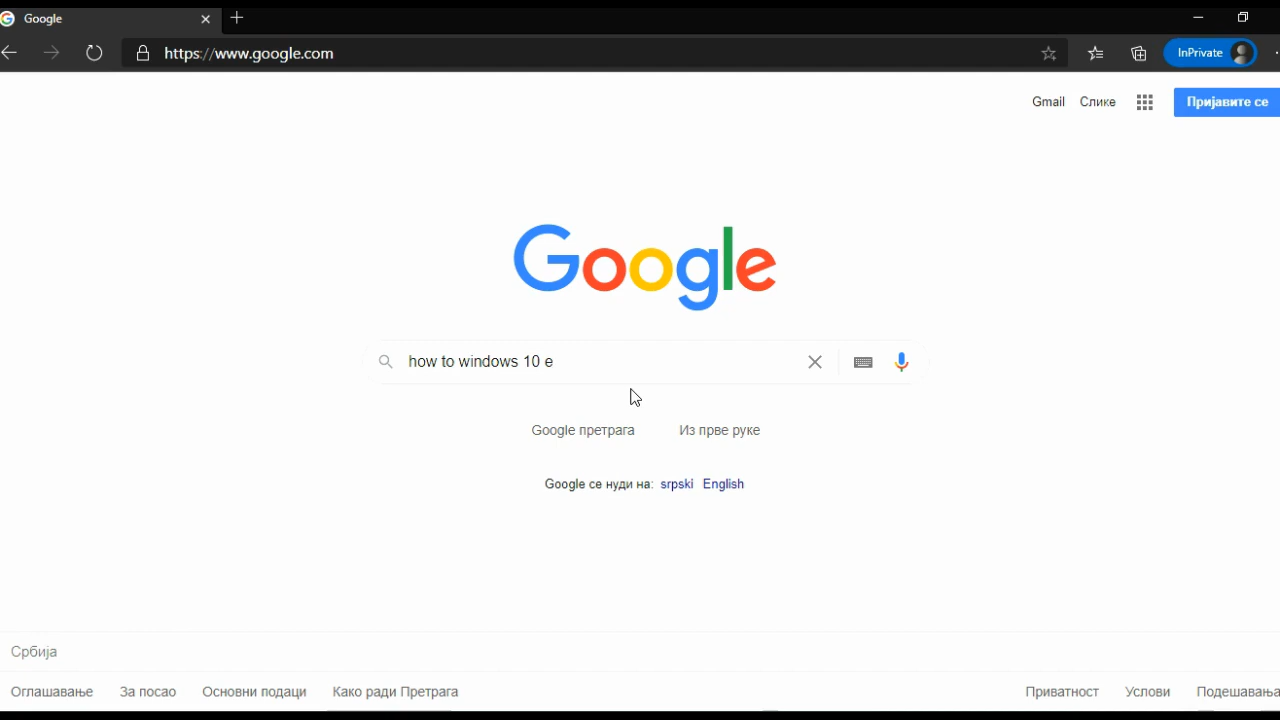 Google
https://www.google.com
InPrivate
Gmail Слике Пријавите се
Google
how to windows 10 e
Google претрага Из прве руке
Google се нуди на: srpski English
Србија
Оглашавање За посао Основни подаци Како ради Претрага
Приватност Услови Подешавања